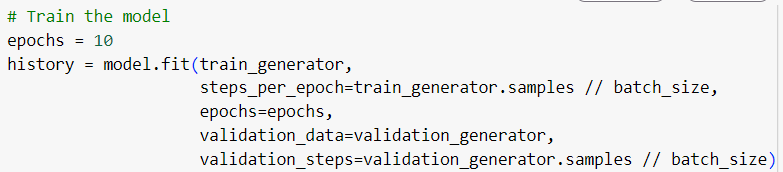 # Train the model
epochs = 10
history = model.fit(train_generator,
                    steps_per_epoch=train_generator.samples // batch_size,
                    epochs=epochs,
                    validation_data=validation_generator,
                    validation_steps=validation_generator.samples // batch_size)